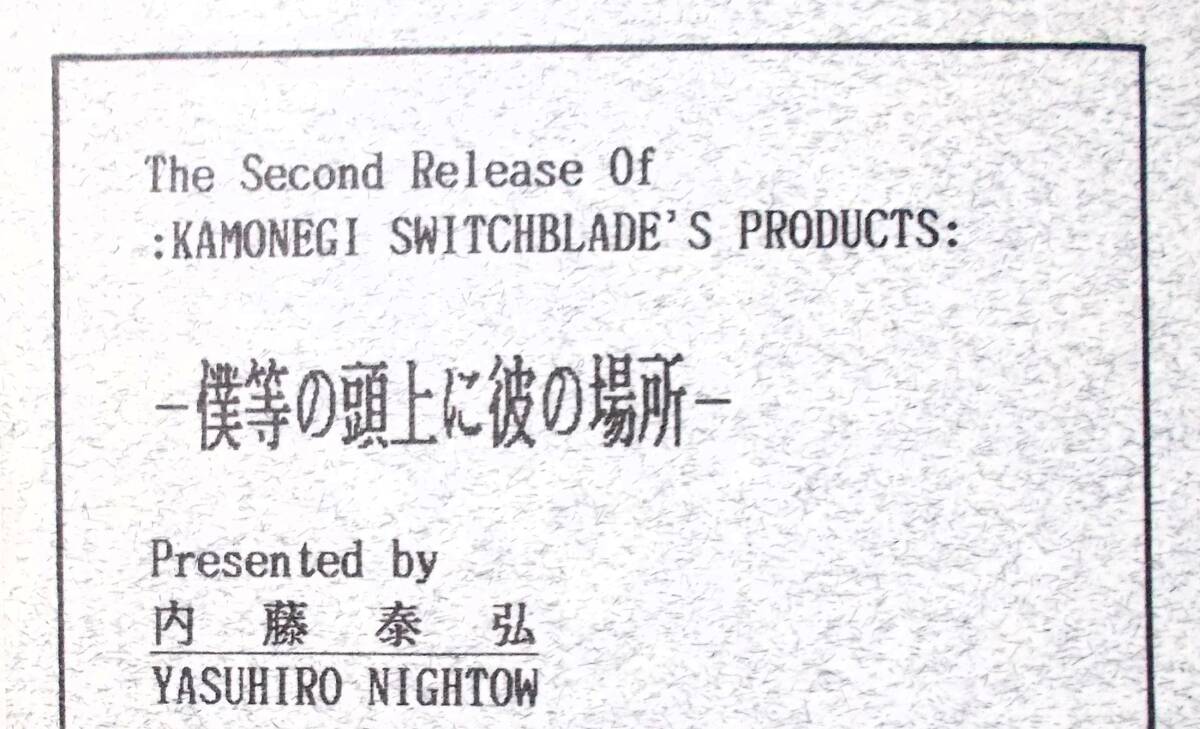 The Second Release Of
:KAMONEGI SWITCHBLADE'S PRODUCTS:
−僕等の頭上に彼の場所−
Presented by
内 藤 泰 弘
YASUHIRO NIGHTOW